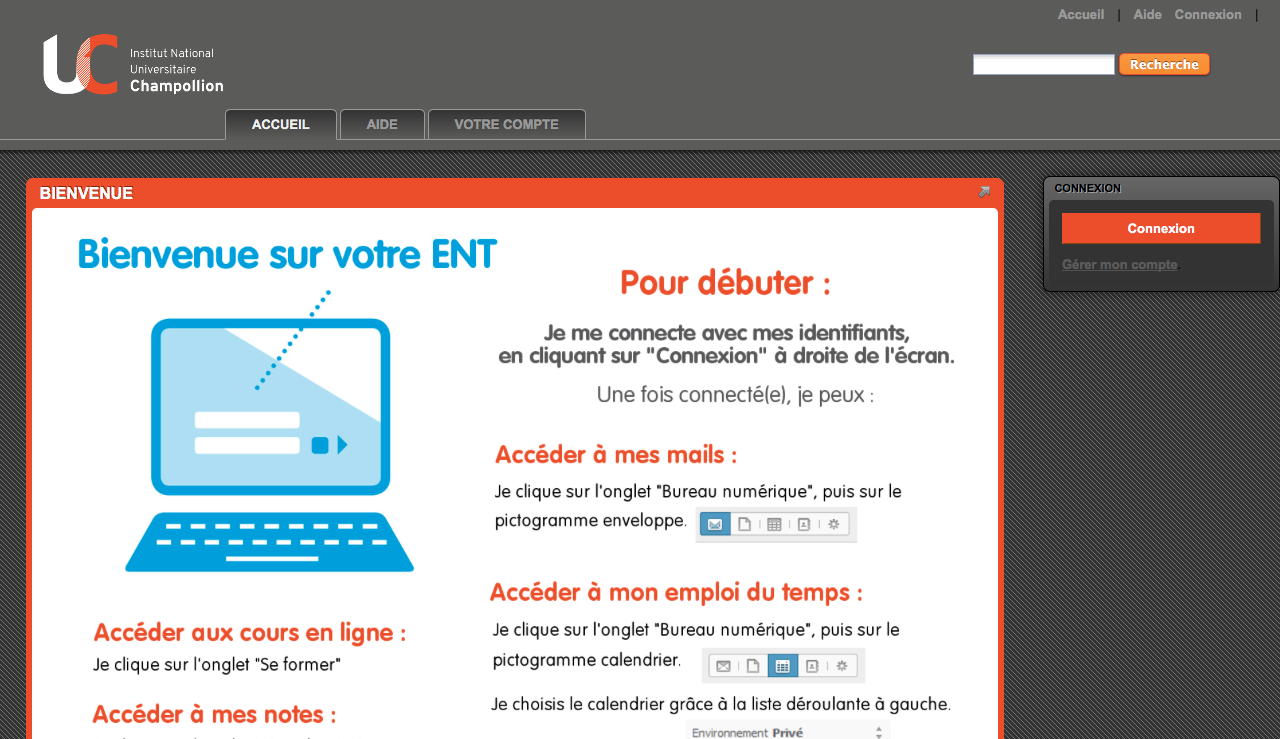 Accueil | Aide Connexion |
Institut National
Universitaire
Champollion
Recherche
ACCUEIL AIDE VOTRE COMPTE
BIENVENUE
CONNEXION
Connexion
Gérer mon compte
Bienvenue sur votre ENT
Pour débuter :
Je me connecte avec mes identifiants,
en cliquant sur "Connexion" à droite de l'écran.
Une fois connecté(e), je peux :
Accéder à mes mails :
Je clique sur l'onglet "Bureau numérique", puis sur le
pictogramme enveloppe.
Accéder à mon emploi du temps :
Je clique sur l'onglet "Bureau numérique", puis sur le
pictogramme calendrier.
Je choisis le calendrier grâce à la liste déroulante à gauche.
Environnement Privé
Accéder aux cours en ligne :
Je clique sur l'onglet "Se former"
Accéder à mes notes :